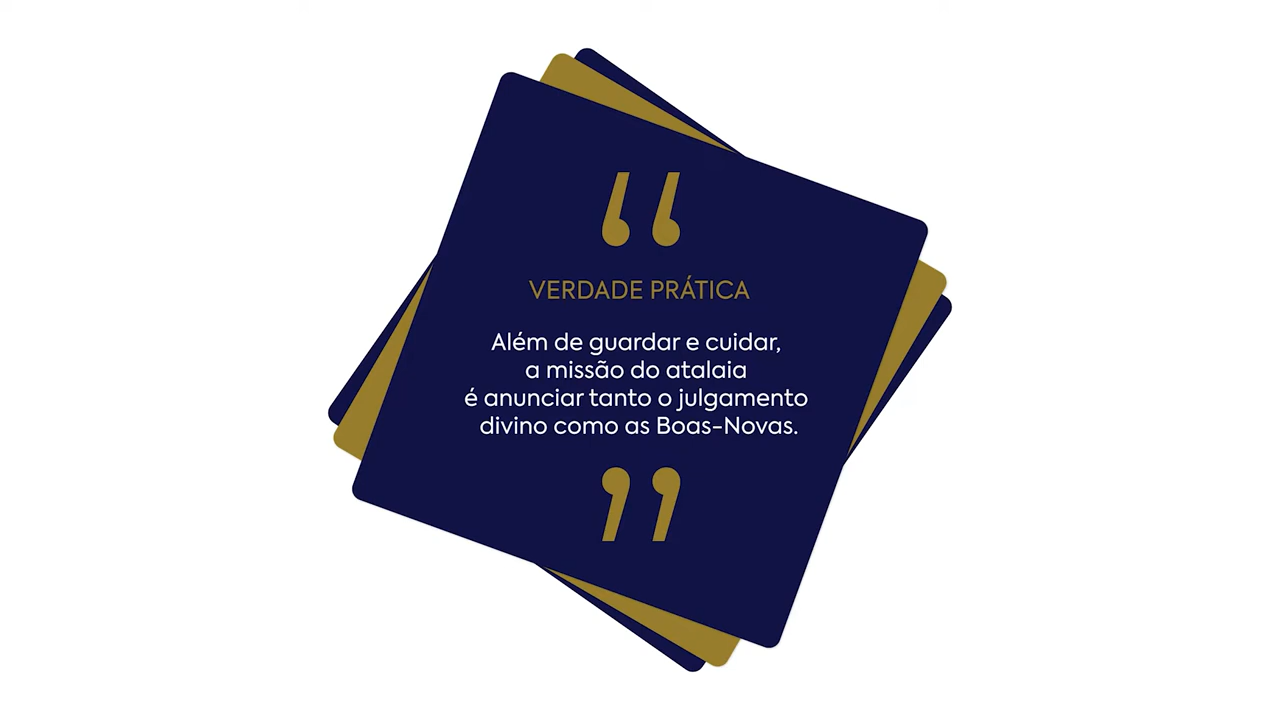 “
VERDADE PRÁTICA
Além de guardar e cuidar,
a missão do atalaia
é anunciar tanto o julgamento
divino como as Boas-Novas.
”